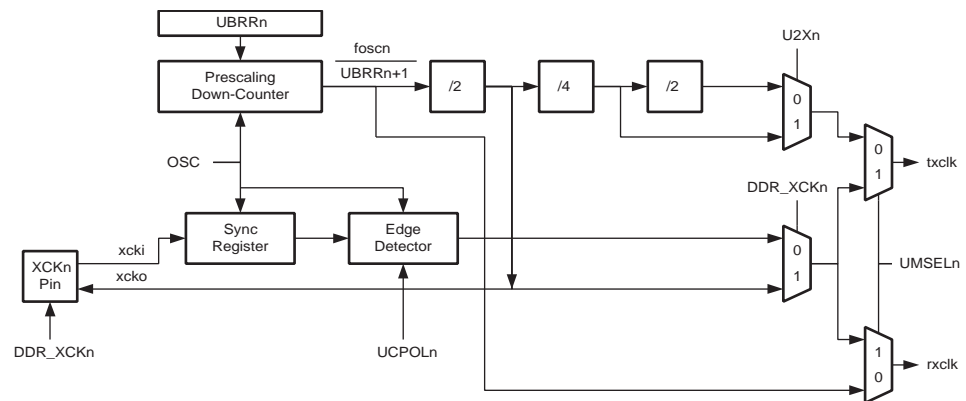 UBRRn
U2Xn
foscn
UBRRn+1
Prescaling
Down-Counter
/2
/4
/2
0
1
OSC
0
1
txclk
DDR_XCKn
Sync
Register
Edge
Detector
xcki
0
1
XCKn
Pin
xcko
UMSELn
DDR_XCKn
UCPOLn
1
0
rxclk